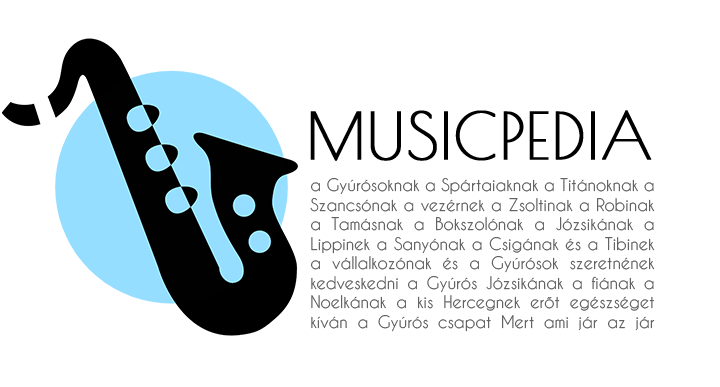 MUSICPEDIA
a Gyúrósoknak a Spártaiaknak a Titánoknak a
Szancsónak a vezérnek a Zsoltinak a Robinak
a Tamásnak a Bokszolónak a Józsikának a
Lippinek a Sanyónak a Csigának és a Tibinek
a vállalkozónak és a Gyúrósok szeretnének
kedveskedni a Gyúrós Józsikának a fiának a
Noelkának a kis Hercegnek erőt egészséget
kíván a Gyúrós csapat Mert ami jár az jár